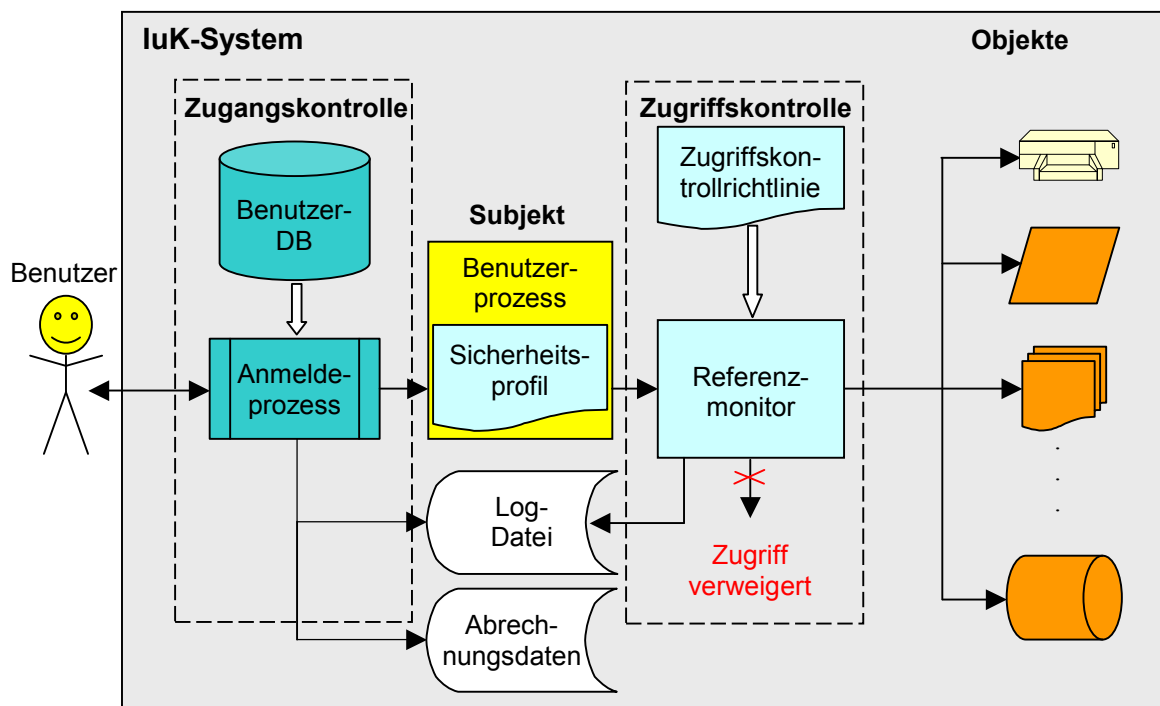 IuK-System
Objekte
Zugangskontrolle
Zugriffskontrolle
Benutzer-
DB
Zugriffskon-
trollrichtlinie
Subjekt
Benutzer
Benutzer-
prozess
Anmelde-
prozess
Sicherheits-
profil
Referenz-
monitor
Log-
Datei
Zugriff
verweigert
Abrech-
nungsdaten